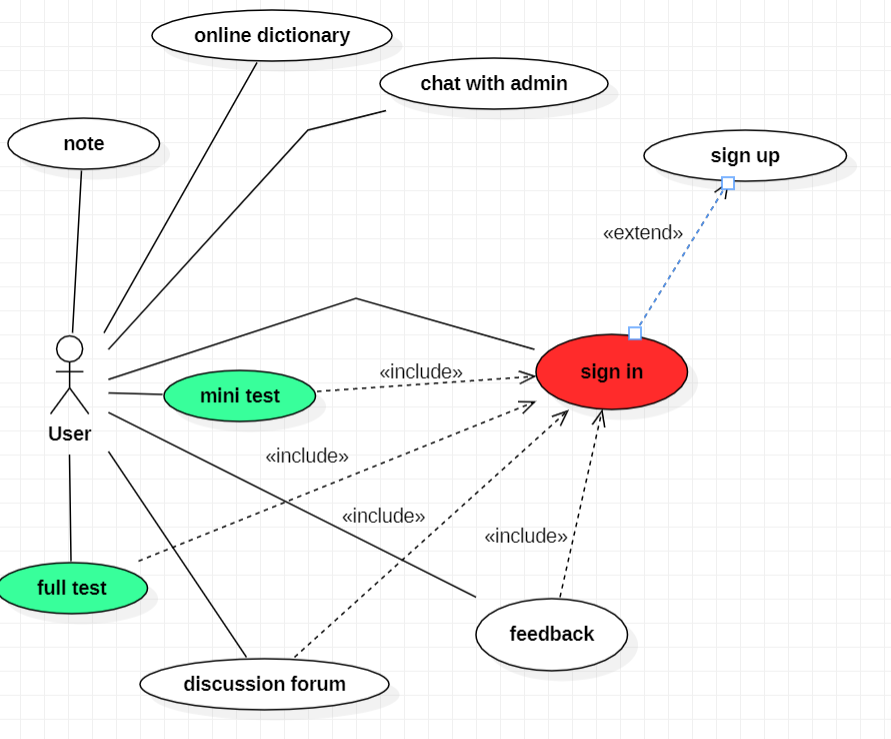 online dictionary
chat with admin
note
sign up
«extend»
sign in
«include»
mini test
User
«include»
«include»
«include»
full test
feedback
discussion forum